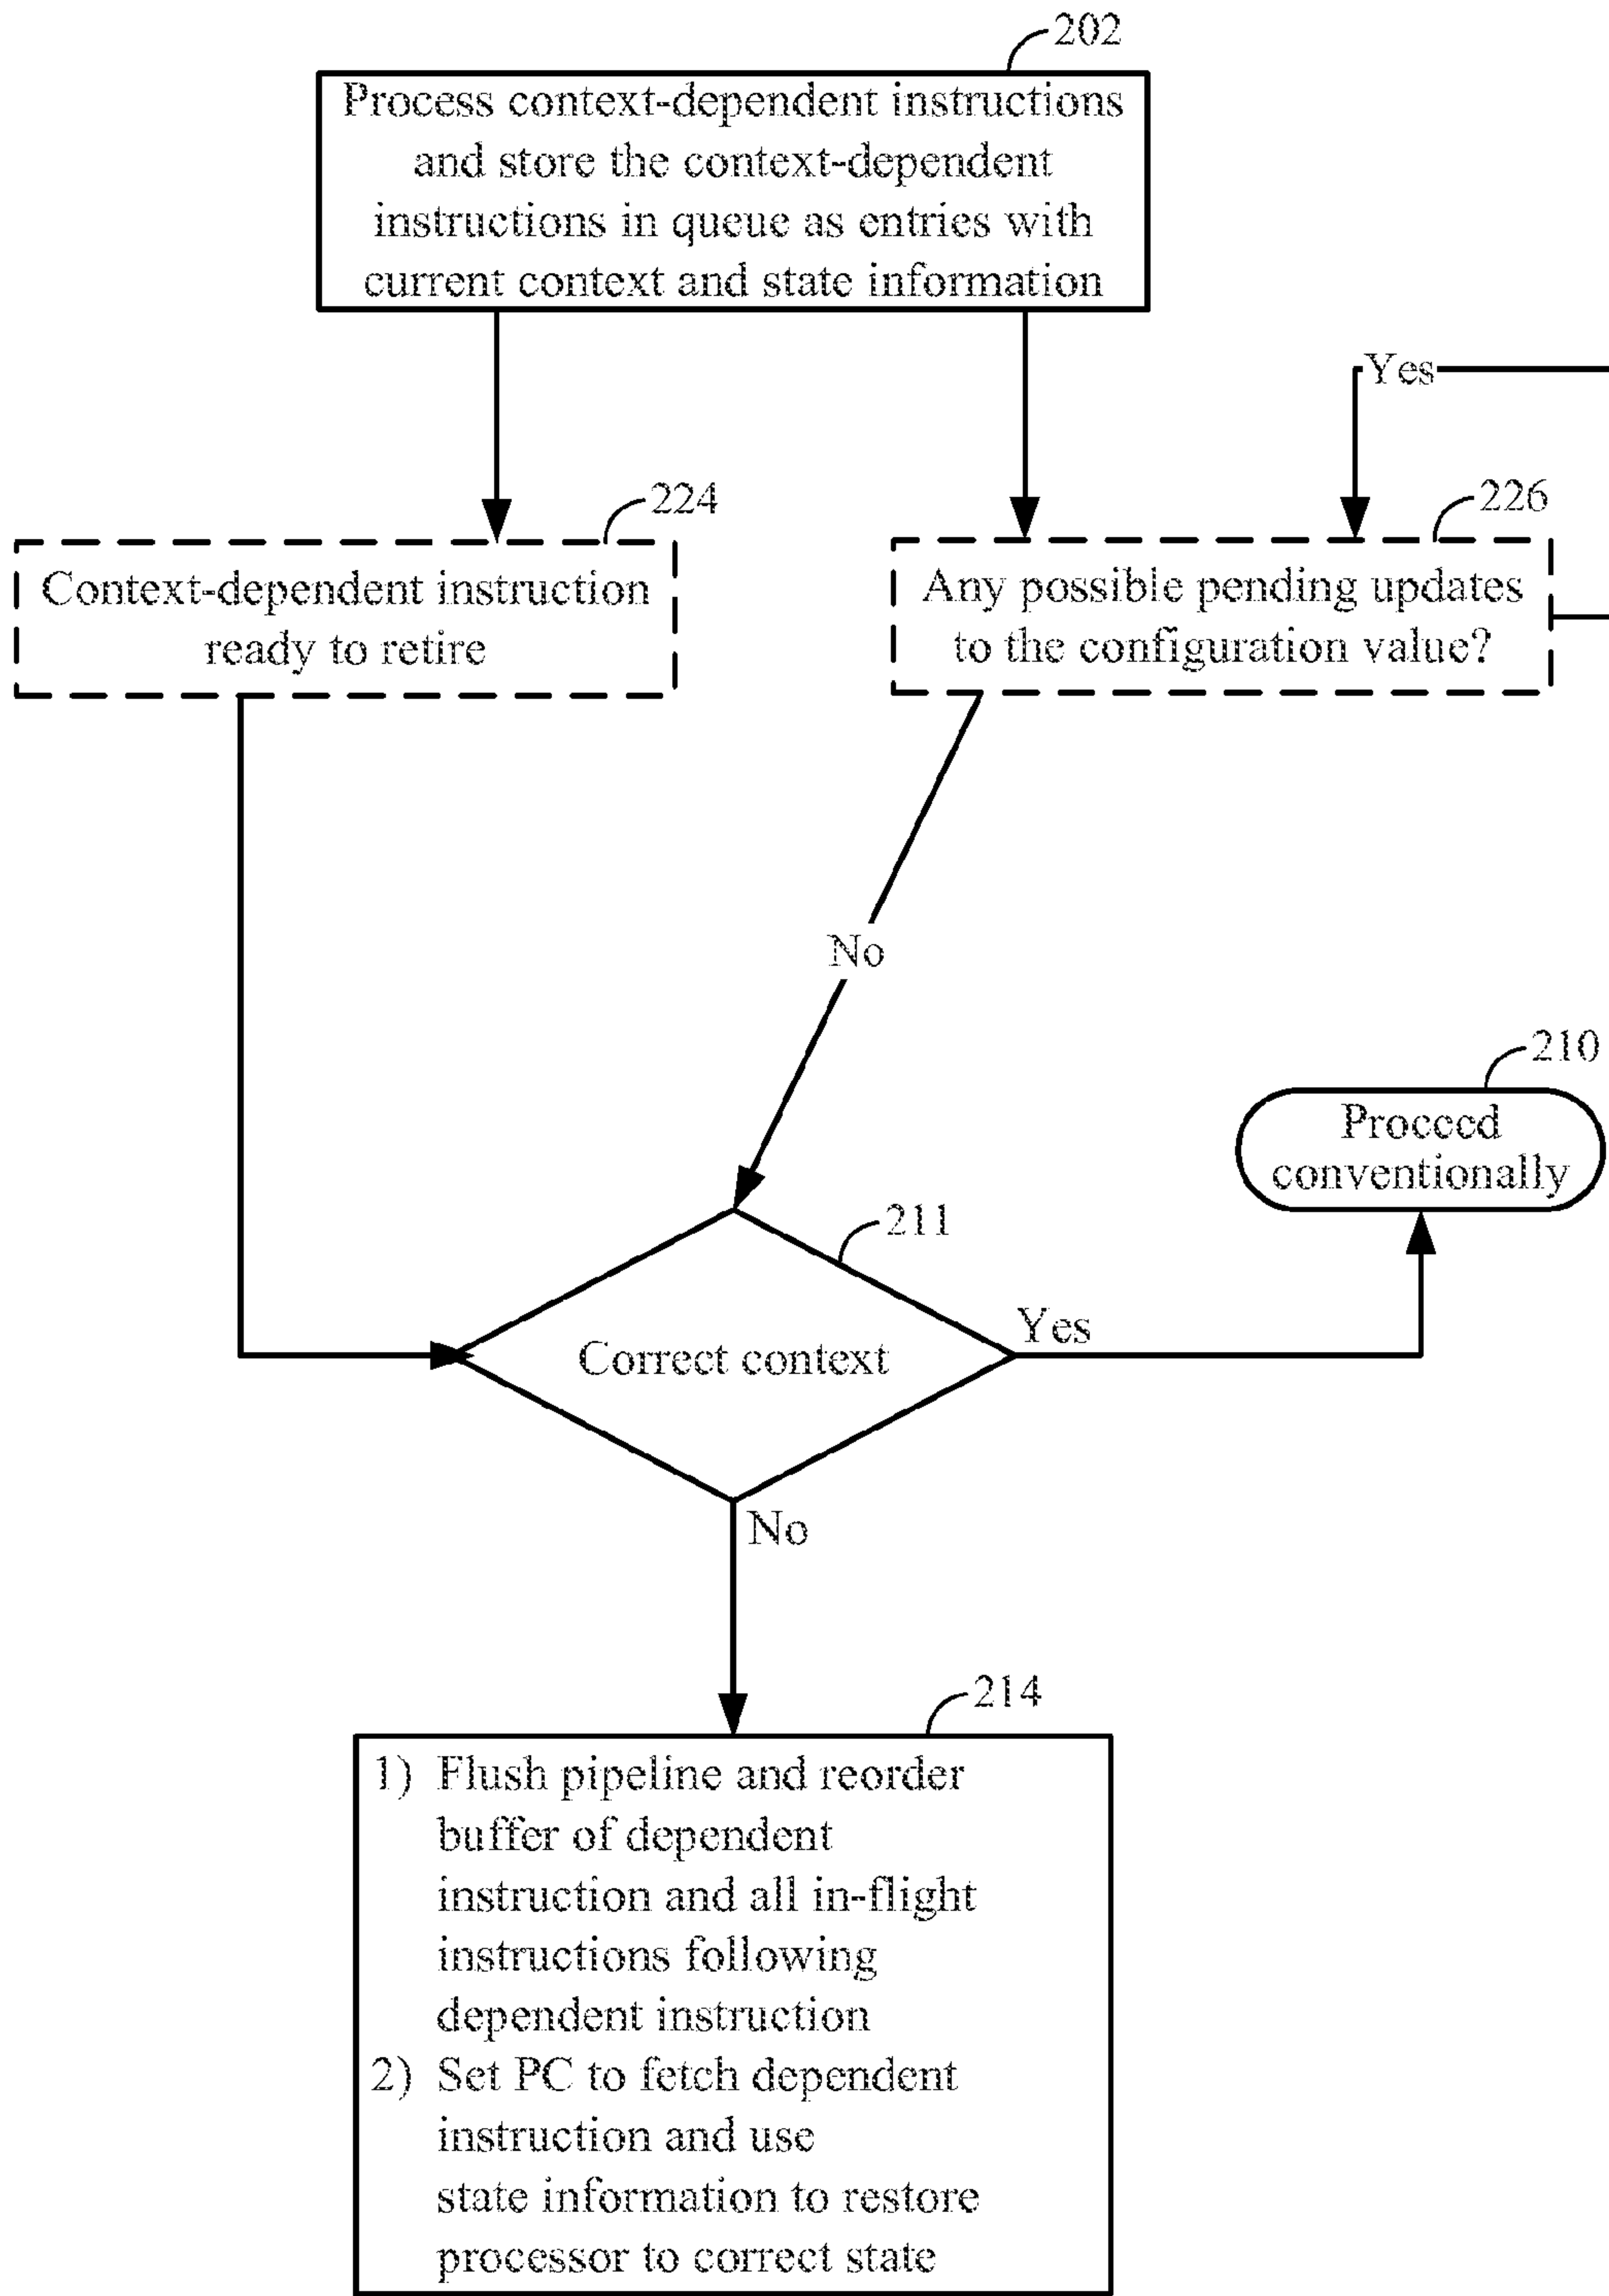 202
Process context-dependent instructions
and store the context-dependent
instructions in queue as entries with
current context and state information
Yes
224
226
Context-dependent instruction
ready to retire
Any possible pending updates
to the configuration value?
No
210
Proceed
conventionally
211
Correct context
Yes
No
214
1) Flush pipeline and reorder
buffer of dependent
instruction and all in-flight
instructions following
dependent instruction
2) Set PC to fetch dependent
instruction and use
state information to restore
processor to correct state